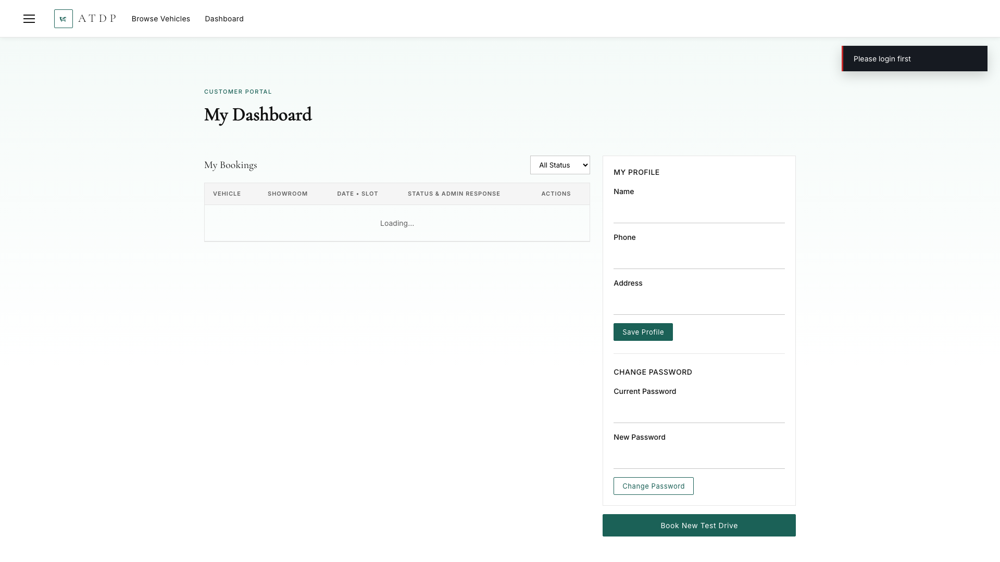 ATDP
Browse Vehicles
Dashboard
Please login first
CUSTOMER PORTAL
My Dashboard
My Bookings
All Status
VEHICLE SHOWROOM DATE • SLOT STATUS & ADMIN RESPONSE ACTIONS
Loading...
MY PROFILE
Name
Phone
Address
Save Profile
CHANGE PASSWORD
Current Password
New Password
Change Password
Book New Test Drive